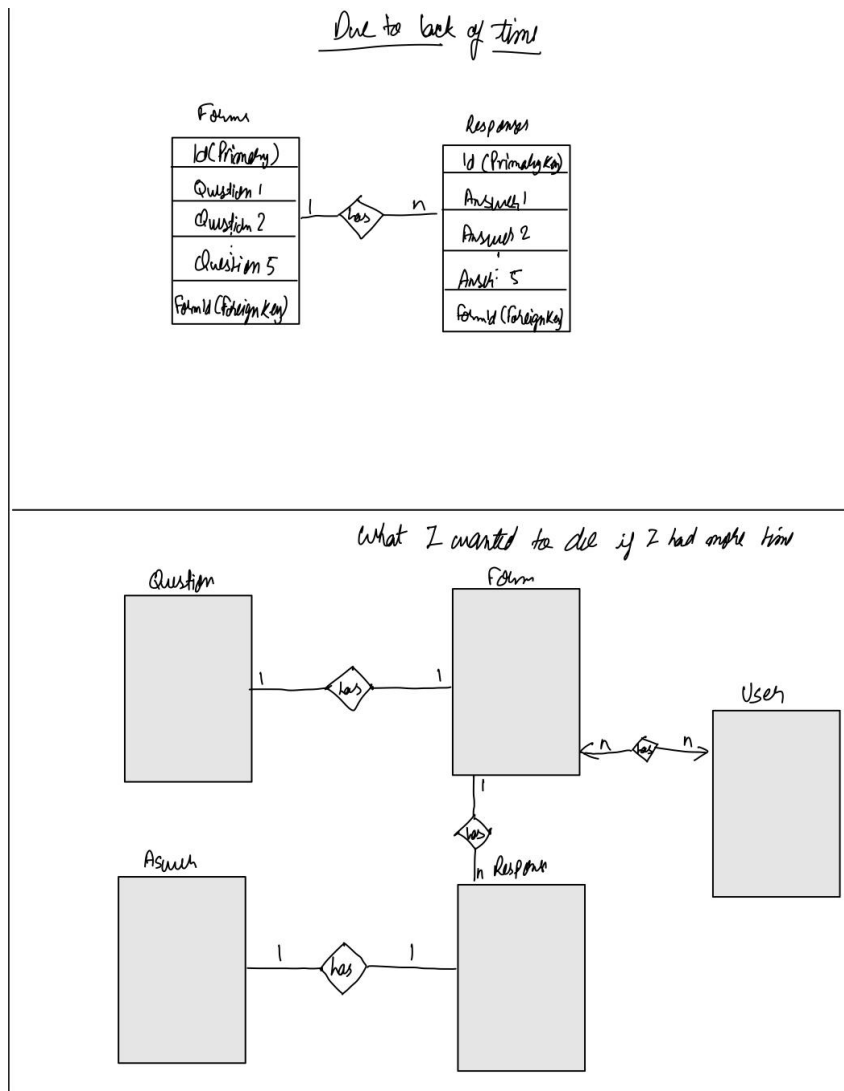 Due to lack of time
Forms
Id (Primary)
Question 1
Question 2
:
Question 5
FormId (Foreign Key)
1
has
n
Responses
Id (Primary Key)
Answer 1
Answer 2
:
5
FormId (Foreign Key)
What I wanted to do if I had more time
Question
1
has
1
Form
n
has
n
User
1
has
n
Response
1
has
1